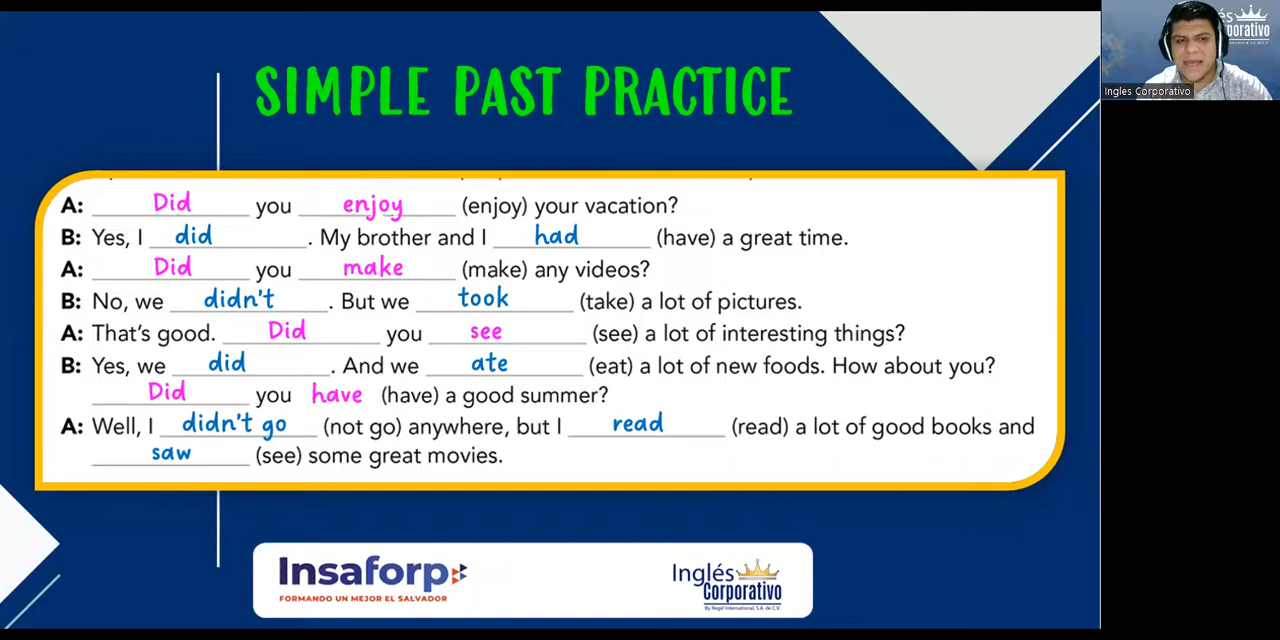 SIMPLE PAST PRACTICE
Ingles Corporativo
A: Did you enjoy (enjoy) your vacation?
B: Yes, I did. My brother and I had (have) a great time.
A: Did you make (make) any videos?
B: No, we didn't. But we took (take) a lot of pictures.
A: That's good. Did you see (see) a lot of interesting things?
B: Yes, we did. And we ate (eat) a lot of new foods. How about you?
Did you have (have) a good summer?
A: Well, I didn't go (not go) anywhere, but I read (read) a lot of good books and
saw (see) some great movies.
Insaforp
FORMANDO UN MEJOR EL SALVADOR
Inglés
Corporativo
By Regal International, S.A. de C.V.